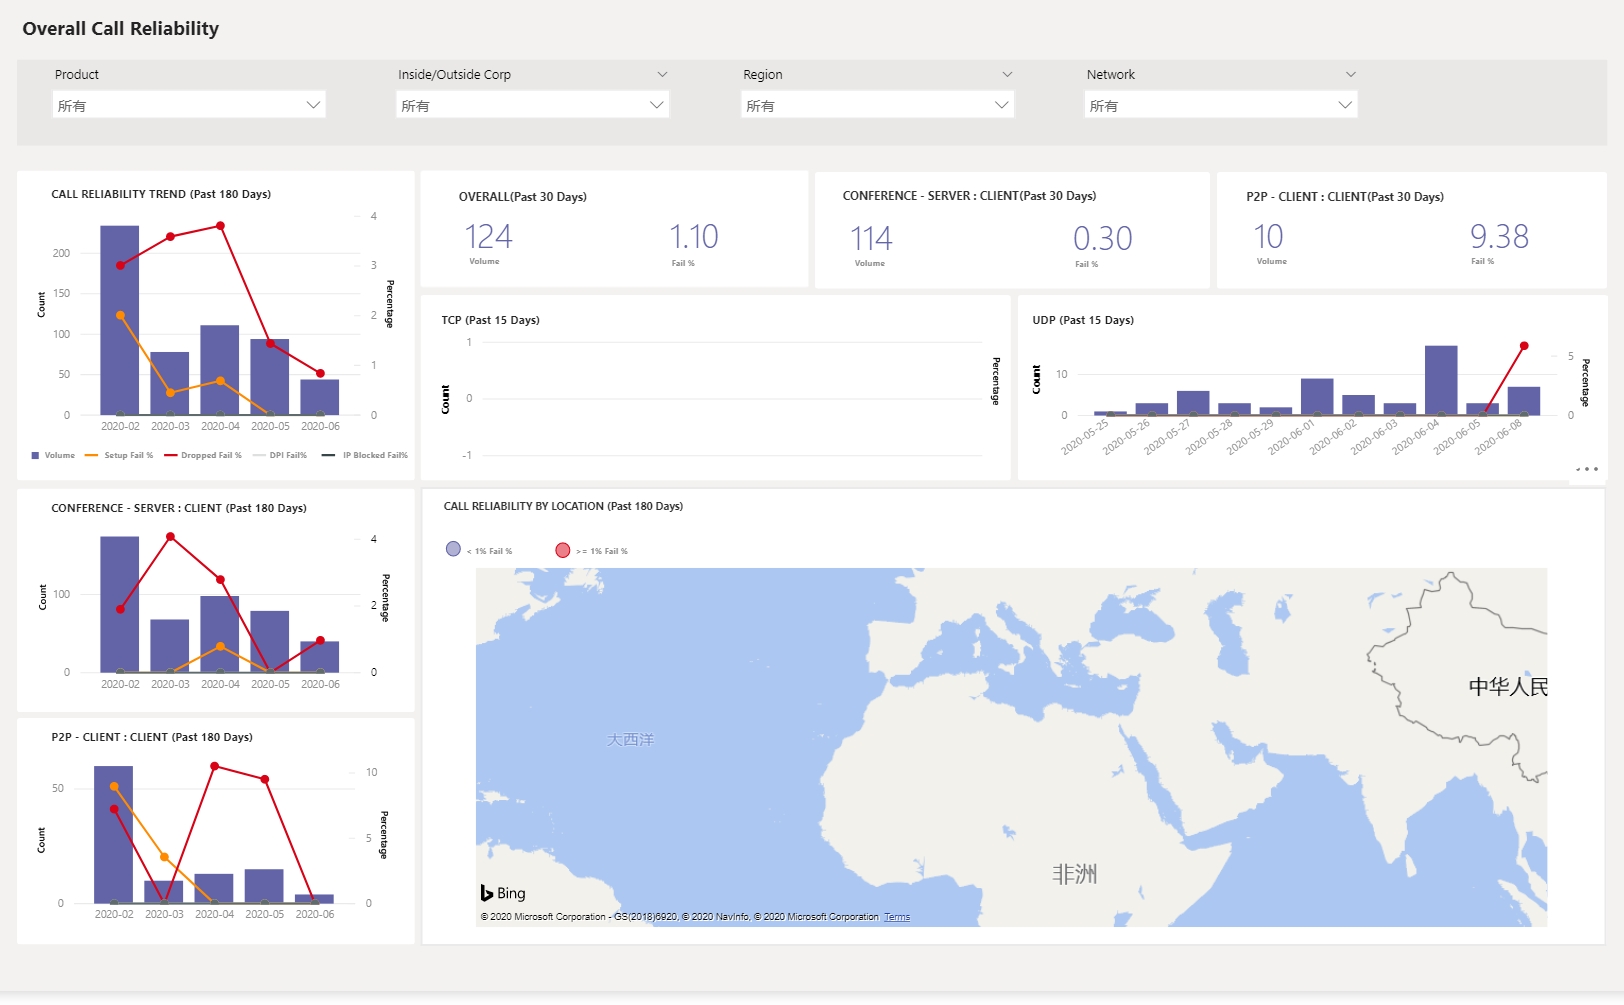 Overall Call Reliability
Product
所有
Inside/Outside Corp
所有
Region
所有
Network
所有
CALL RELIABILITY TREND (Past 180 Days)
Count
200
150
100
50
0
4
3
2
1
0
Percentage
2020-02 2020-03 2020-04 2020-05 2020-06
Volume Setup Fail % Dropped Fail % DPI Fail% IP Blocked Fail%
OVERALL(Past 30 Days)
124
Volume
1.10
Fail %
CONFERENCE - SERVER : CLIENT(Past 30 Days)
114
Volume
0.30
Fail %
P2P - CLIENT : CLIENT(Past 30 Days)
10
Volume
9.38
Fail %
TCP (Past 15 Days)
Count
1
0
-1
Percentage
UDP (Past 15 Days)
Count
10
0
5
0
Percentage
2020-05-25 2020-05-26 2020-05-27 2020-05-28 2020-05-29 2020-06-01 2020-06-02 2020-06-03 2020-06-04 2020-06-05 2020-06-08
CONFERENCE - SERVER : CLIENT (Past 180 Days)
Count
100
0
4
2
0
Percentage
2020-02 2020-03 2020-04 2020-05 2020-06
P2P - CLIENT : CLIENT (Past 180 Days)
Count
50
0
10
5
0
Percentage
2020-02 2020-03 2020-04 2020-05 2020-06
CALL RELIABILITY BY LOCATION (Past 180 Days)
< 1% Fail % >= 1% Fail %
中华人民
大西洋
非洲
Bing
© 2020 Microsoft Corporation - GS(2018)6920, © 2020 NavInfo, © 2020 Microsoft Corporation Terms